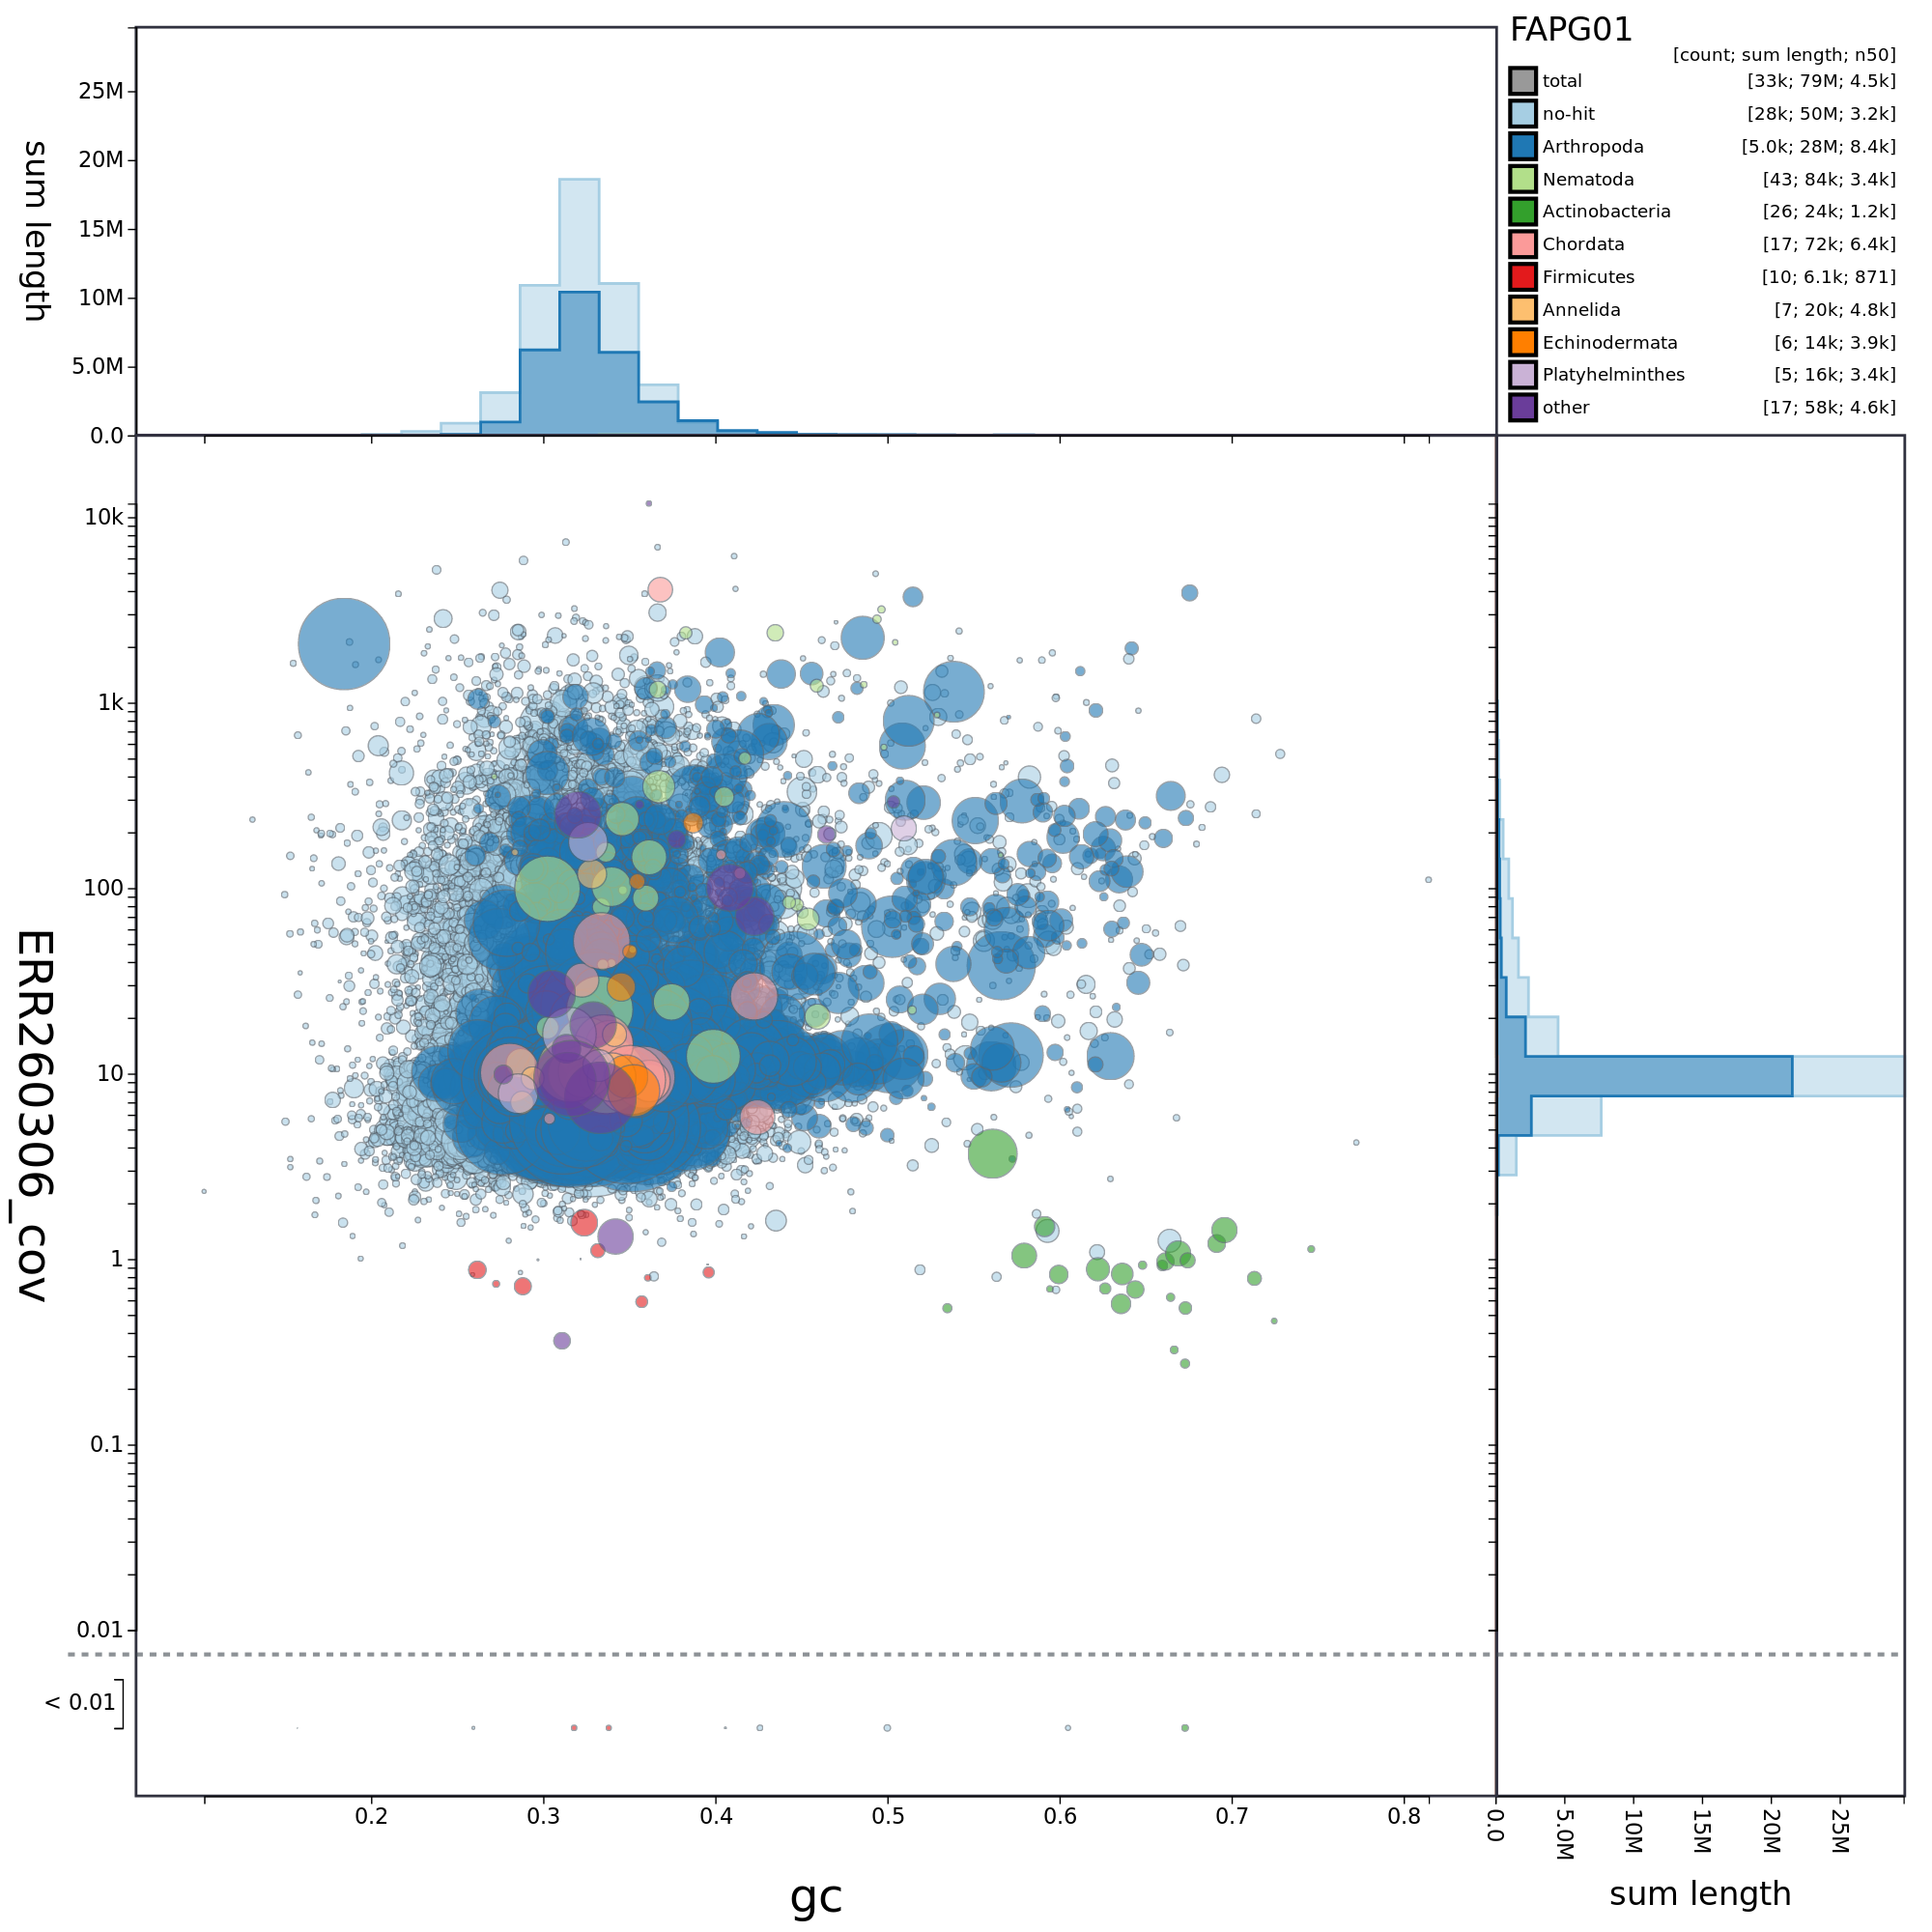 FAPG01
[count; sum length; n50]
total [33k; 79M; 4.5k]
no-hit [28k; 50M; 3.2k]
Arthropoda [5.0k; 28M; 8.4k]
Nematoda [43; 84k; 3.4k]
Actinobacteria [26; 24k; 1.2k]
Chordata [17; 72k; 6.4k]
Firmicutes [10; 6.1k; 871]
Annelida [7; 20k; 4.8k]
Echinodermata [6; 14k; 3.9k]
Platyhelminthes [5; 16k; 3.4k]
other [17; 58k; 4.6k]
sum length
25M
20M
15M
10M
5.0M
0.0
ERR260306_cov
10k
1k
100
10
1
0.1
0.01
< 0.01
0.2 0.3 0.4 0.5 0.6 0.7 0.8
gc
0.0 5.0M 10M 15M 20M 25M
sum length